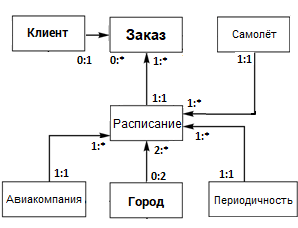 Клиент
Заказ
Самолёт
0:1
0:*
1:*
1:1
1:1
1:*
Расписание
1:*
2:*
1:*
1:1
0:2
1:1
Авиакомпания
Город
Периодичность